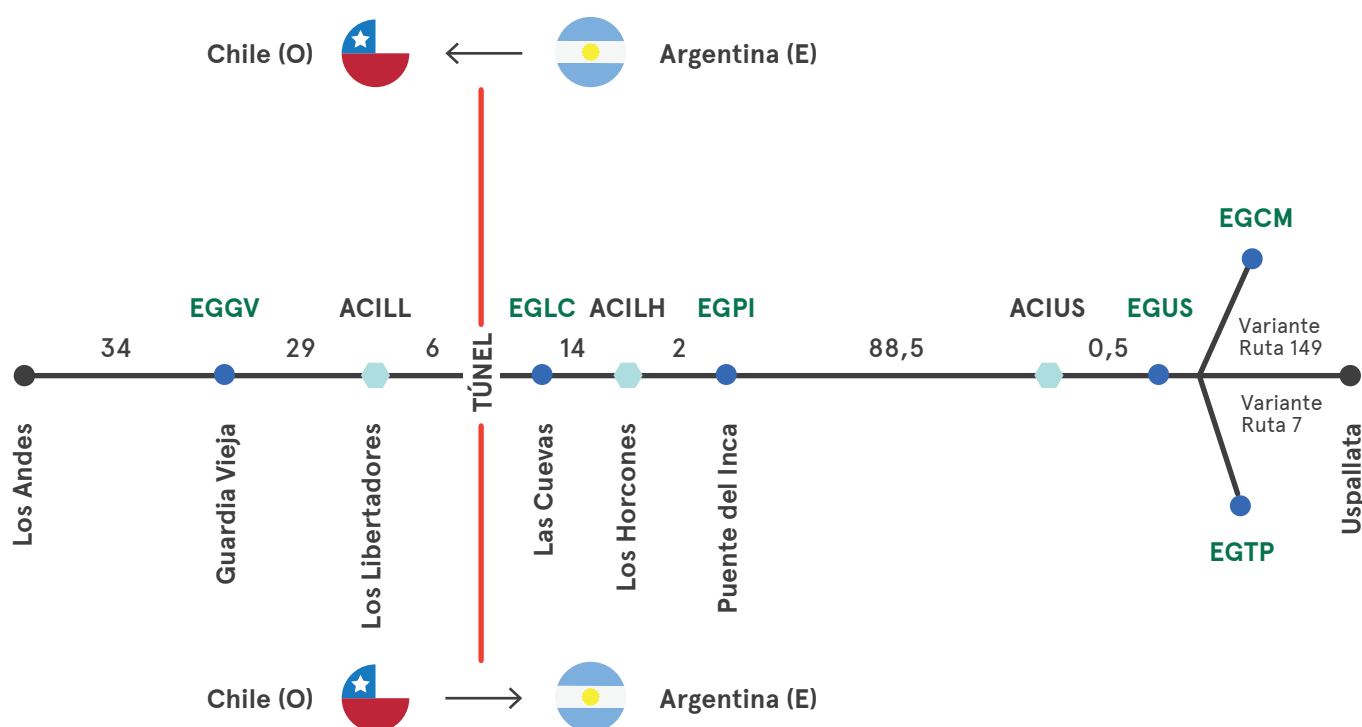 Chile (O)
Argentina (E)
EGCM
EGGV
ACILL
EGLC
ACILH
EGPI
ACIUS
EGUS
Variante
Ruta 149
34
29
6
TÚNEL
14
2
88,5
0,5
Variante
Ruta 7
Los Andes
Guardia Vieja
Los Libertadores
Las Cuevas
Los Horcones
Puente del Inca
Uspallata
EGTP
Chile (O)
Argentina (E)